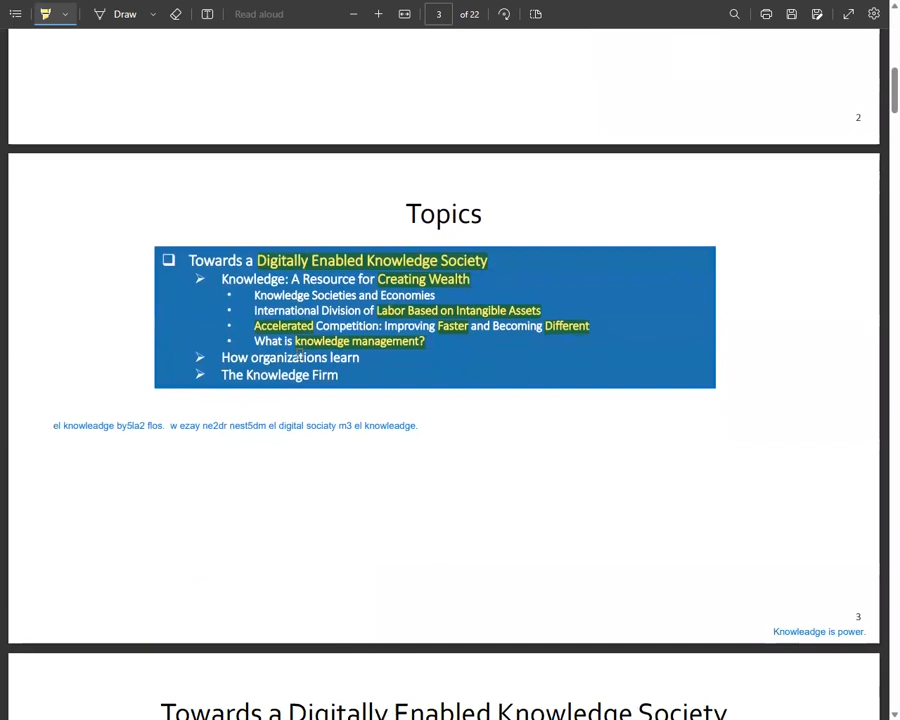 Draw
Read aloud
3
of 22
2
Topics
Towards a Digitally Enabled Knowledge Society
Knowledge: A Resource for Creating Wealth
Knowledge Societies and Economies
International Division of Labor Based on Intangible Assets
Accelerated Competition: Improving Faster and Becoming Different
What is knowledge management?
How organizations learn
The Knowledge Firm
el knowleadge by5la2 flos.  w ezay ne2dr nest5dm el digital sociaty m3 el knowleadge.
3
Knowleadge is power.
Towards a Digitally Enabled Knowledge Society